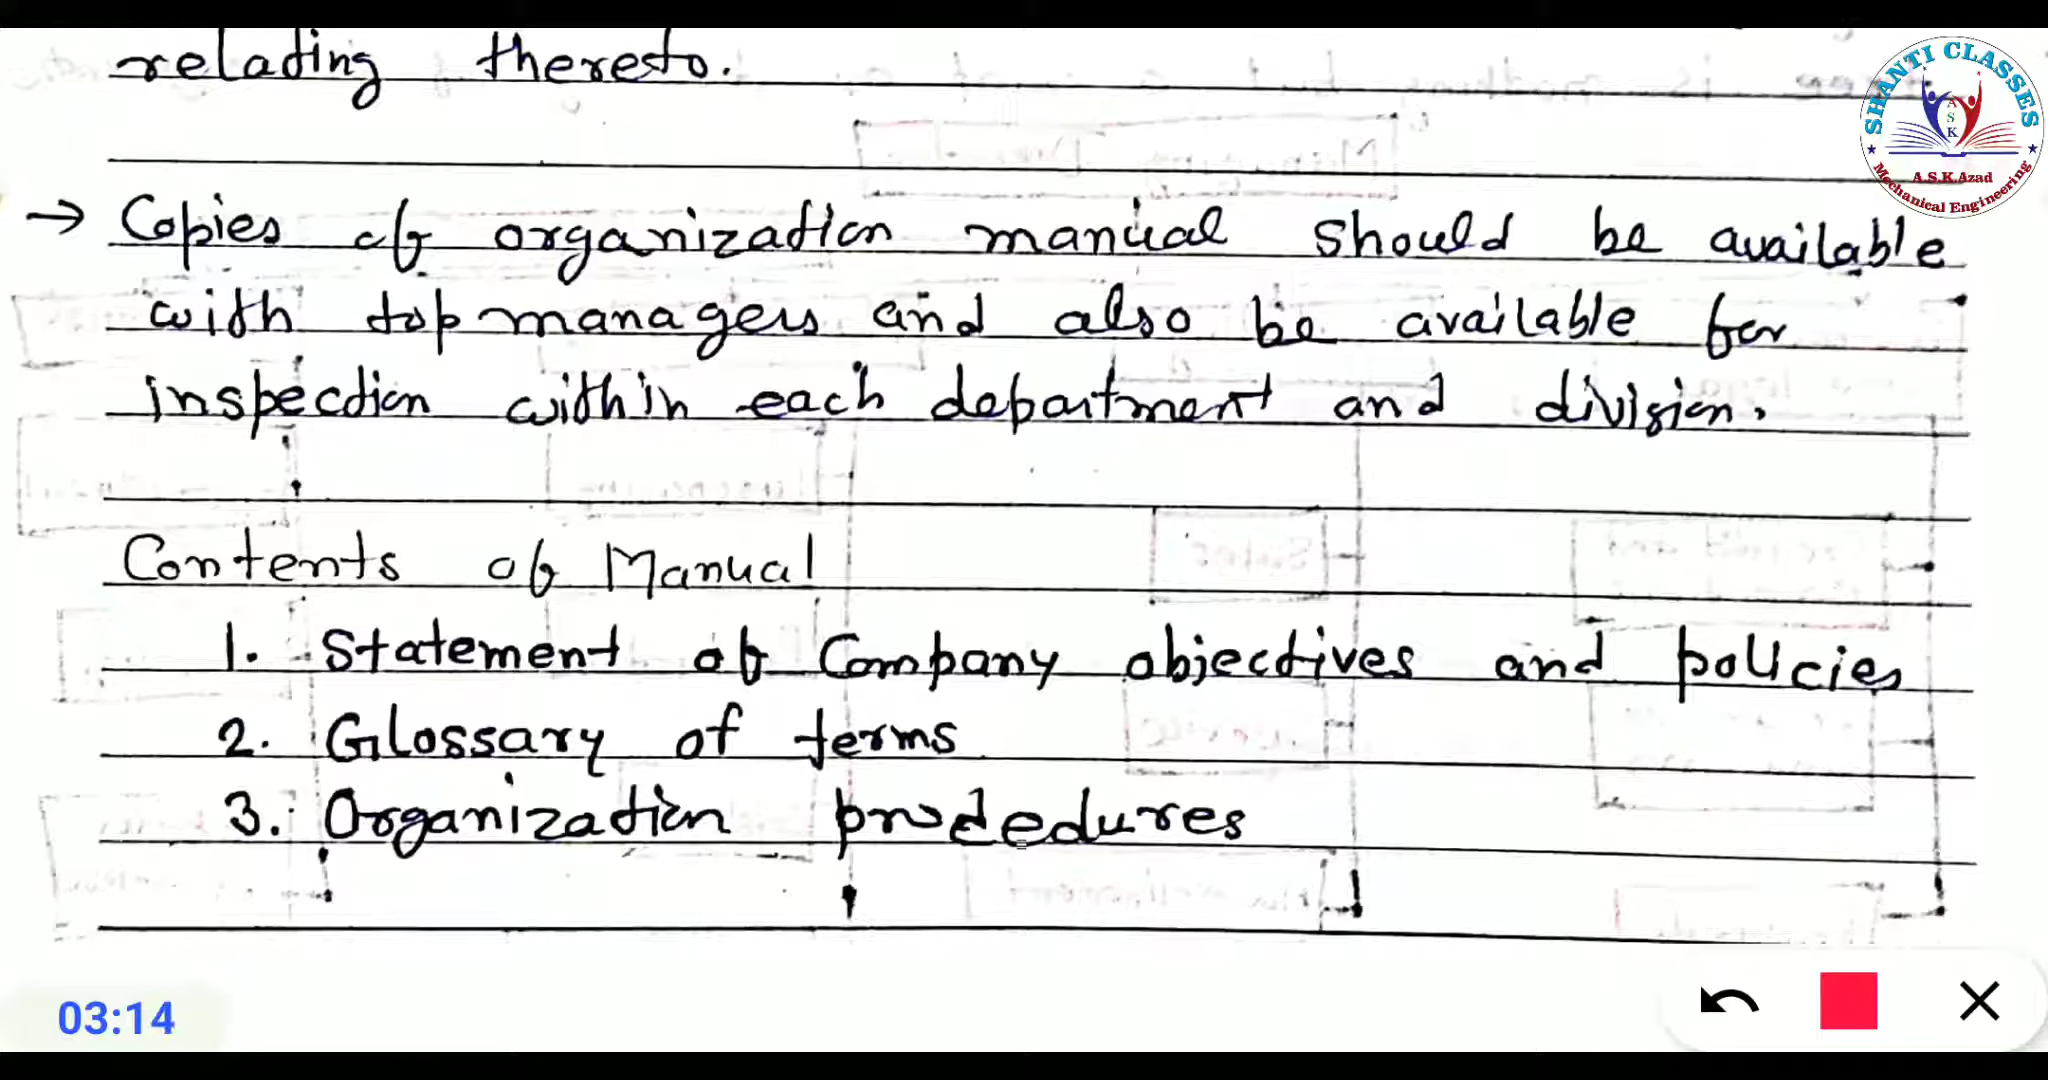 relating thereto.
SHANTI CLASSES
A
S
K
A.S.K.Azad
Mechanical Engineering
→ Copies of organization manual should be available
with top managers and also be available for
inspection within each department and division.
Contents of Manual
1. Statement of Company objectives and policies
2. Glossary of terms
3. Organization procedures
03:14